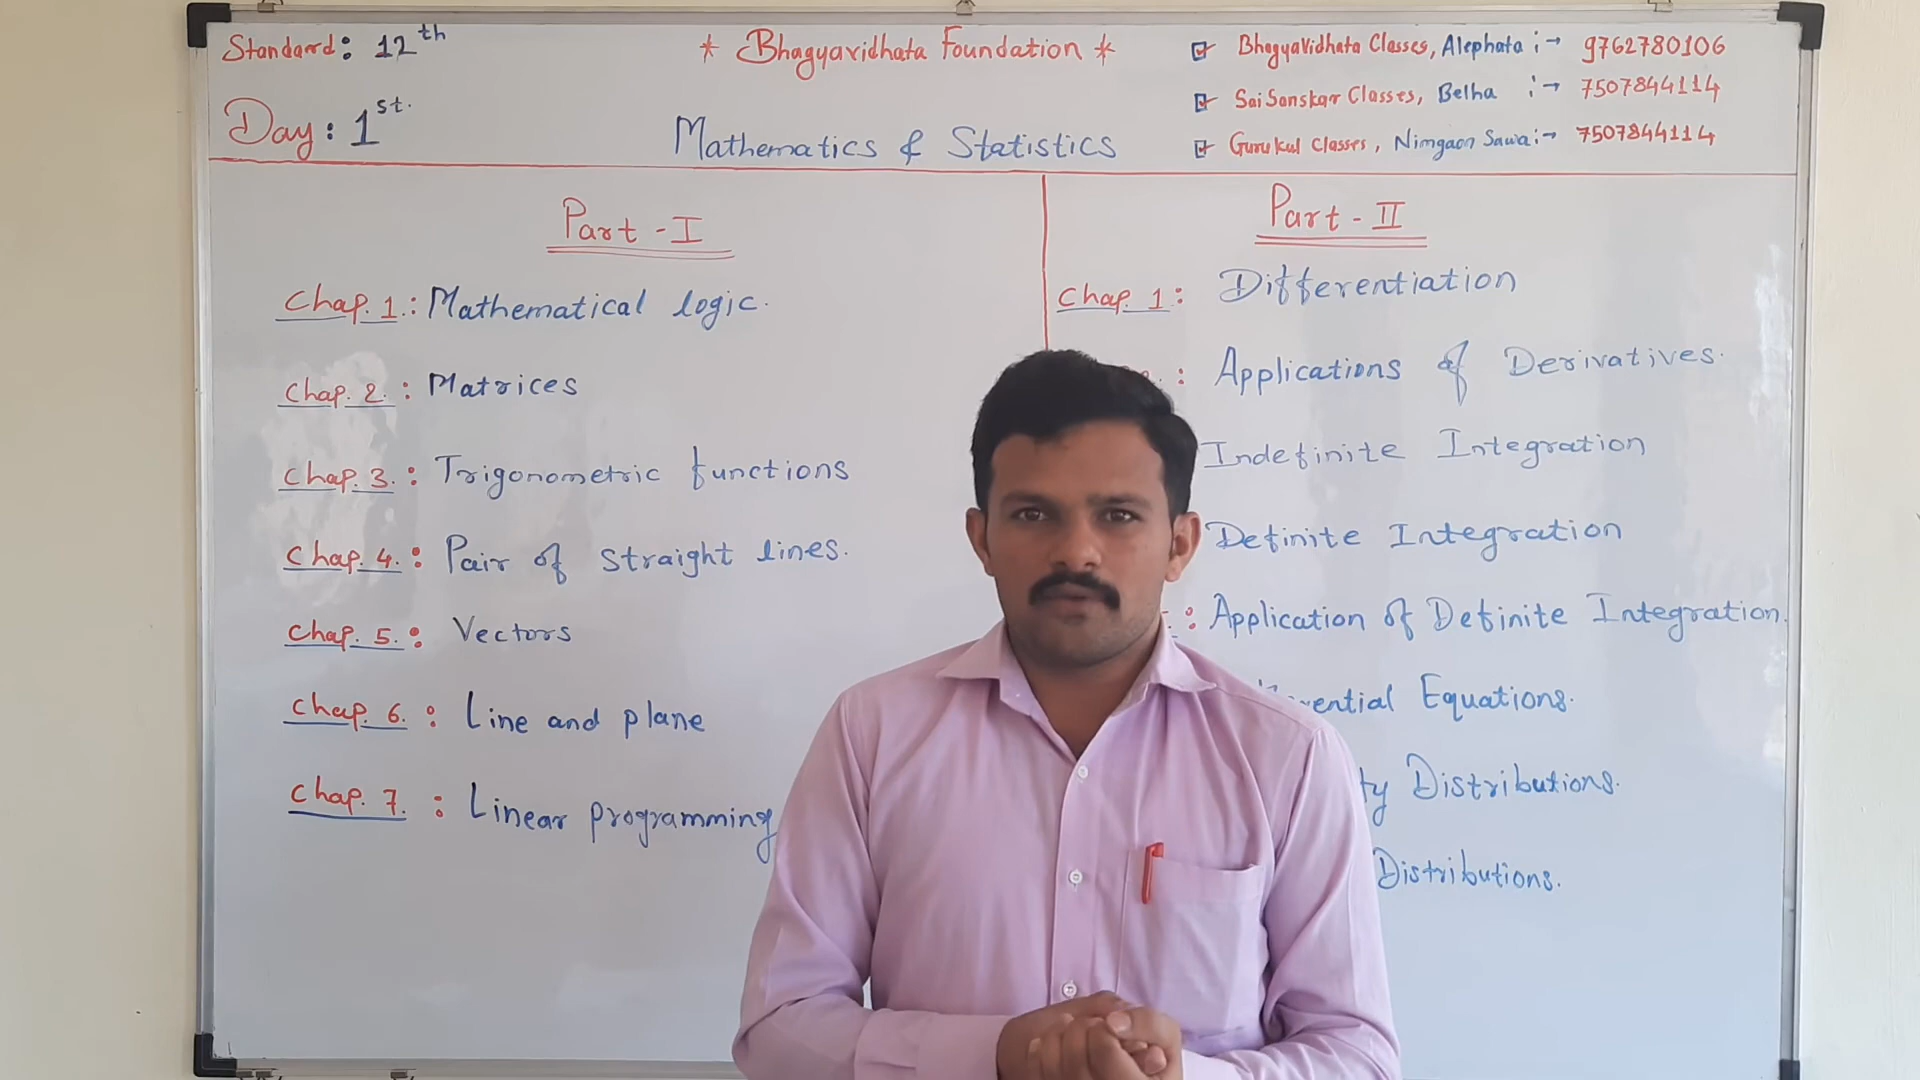 Standard: 12th
Day: 1st.
* Bhagyavidhata Foundation *
Mathematics & Statistics
Bhagyavidhata Classes, Alephata :→ 9762780106
Sai Sanskar Classes, Belha :→ 7507844114
Gurukul Classes, Nimgaon Sawa:→ 7507844114
Part - I
Chap. 1.: Mathematical logic.
Chap. 2. : Matrices
Chap. 3. : Trigonometric functions
Chap. 4. : Pair of straight lines.
Chap. 5. : Vectors
Chap. 6. : Line and plane
Chap. 7. : Linear programming
Part - II
Chap. 1 : Differentiation
: Applications of Derivatives.
Indefinite Integration
Definite Integration
: Application of Definite Integration.
Equations.
Distributions.
Distributions.